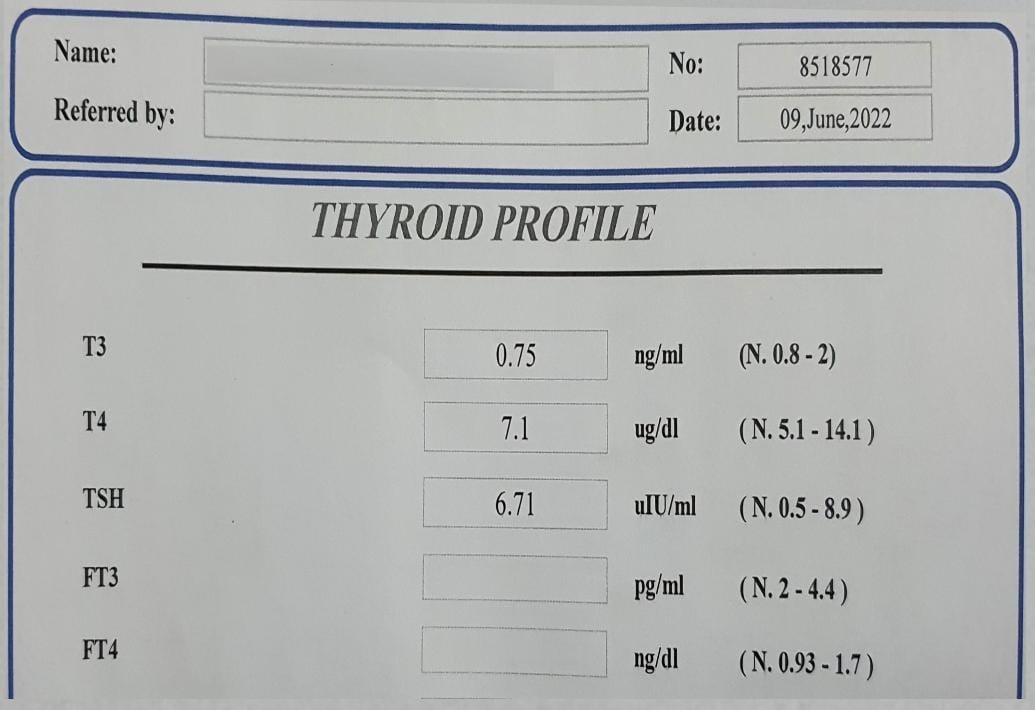 Name: No: 8518577
Referred by: Date: 09,June,2022
THYROID PROFILE
T3 0.75 ng/ml (N. 0.8 - 2)
T4 7.1 ug/dl ( N. 5.1 - 14.1 )
TSH 6.71 uIU/ml ( N. 0.5 - 8.9 )
FT3 pg/ml ( N. 2 - 4.4 )
FT4 ng/dl ( N. 0.93 - 1.7 )